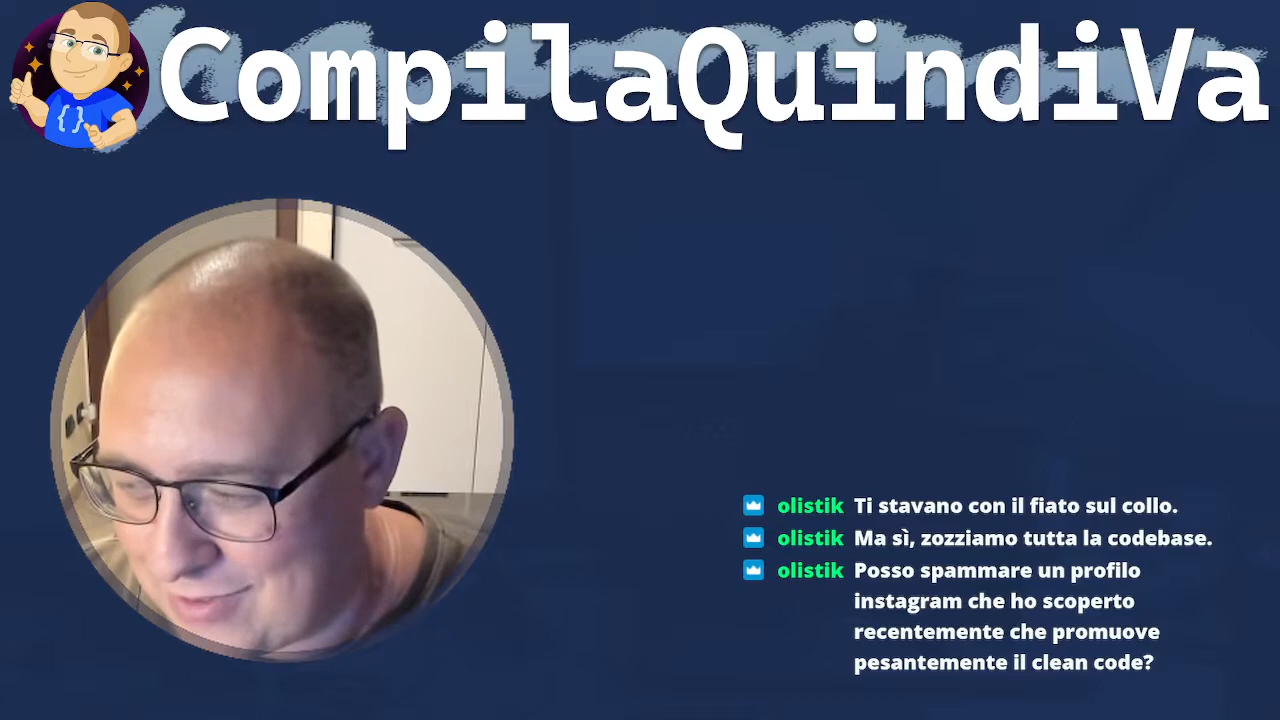 CompilaQuindiVa
{}
olistik Ti stavano con il fiato sul collo.
olistik Ma sì, zozziamo tutta la codebase.
olistik Posso spammare un profilo
instagram che ho scoperto
recentemente che promuove
pesantemente il clean code?